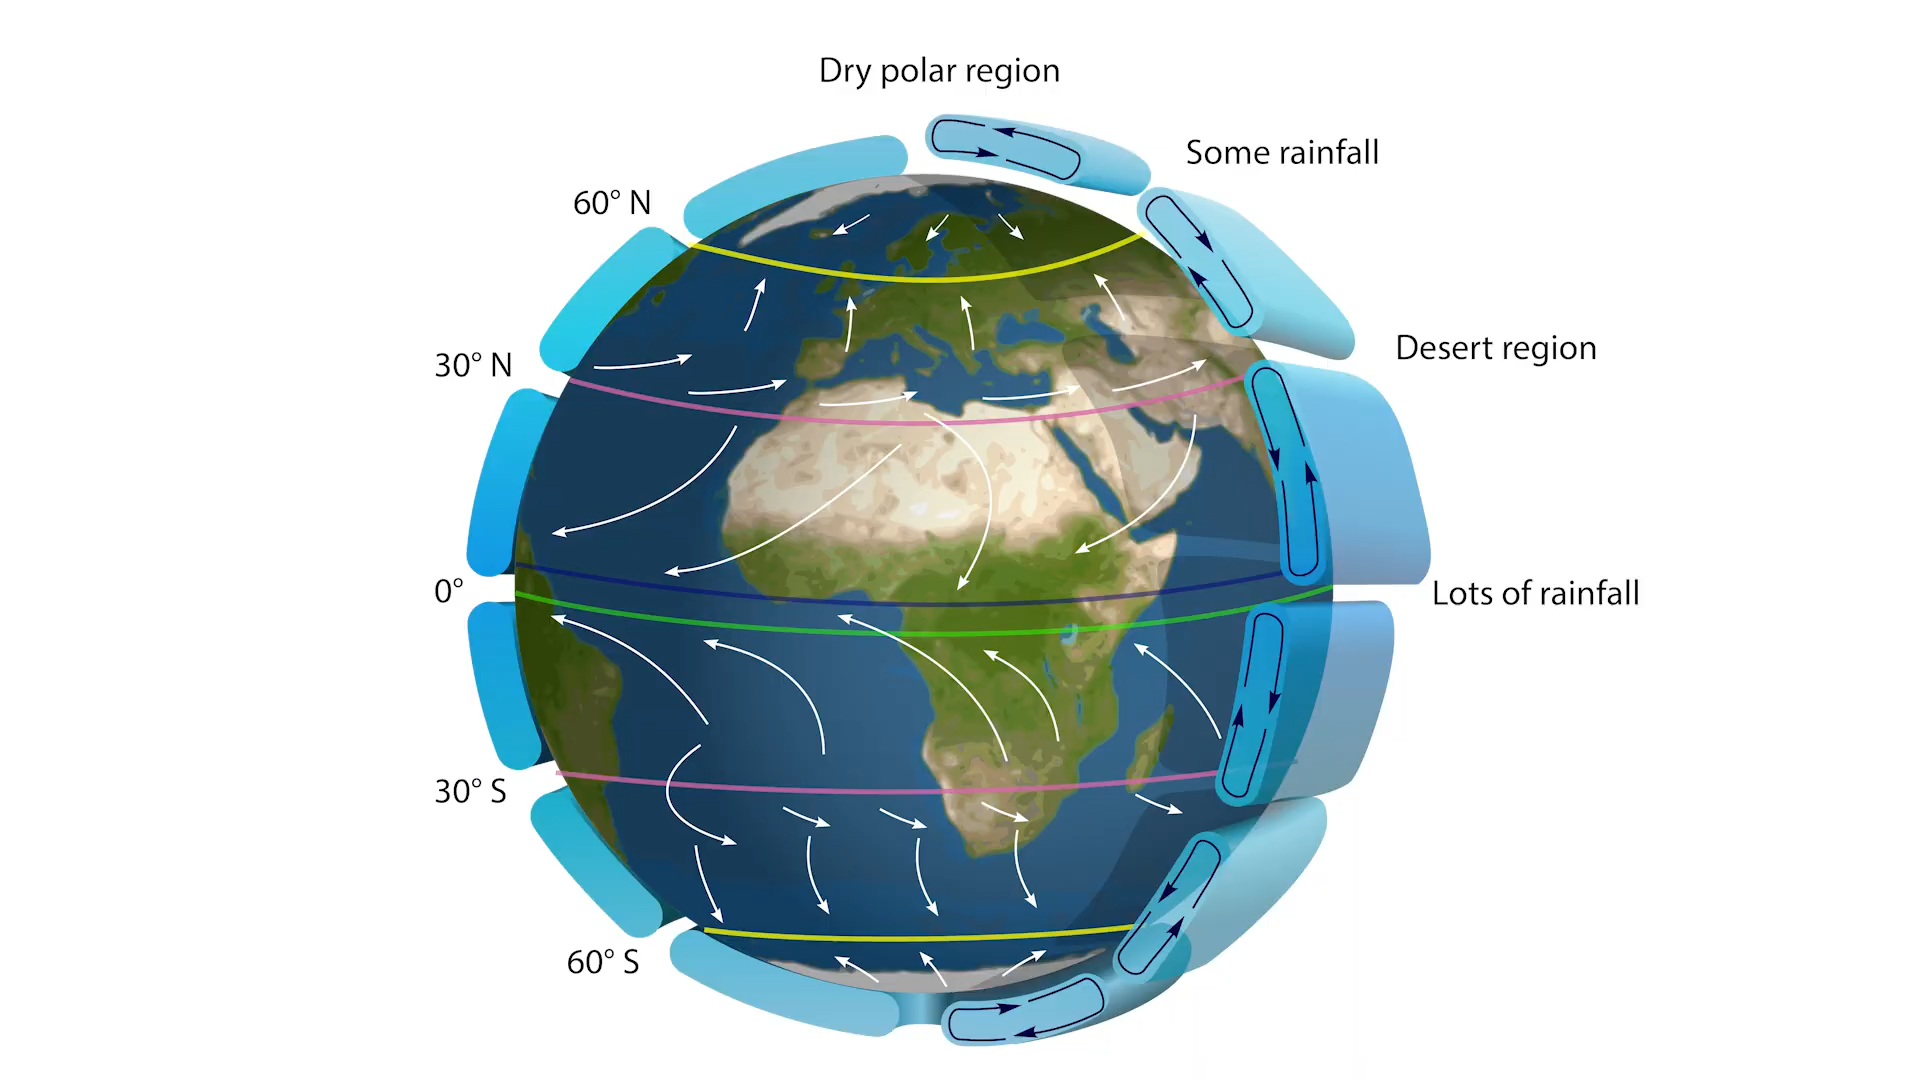 Dry polar region
Some rainfall
60° N
Desert region
30° N
0°
Lots of rainfall
30° S
60° S